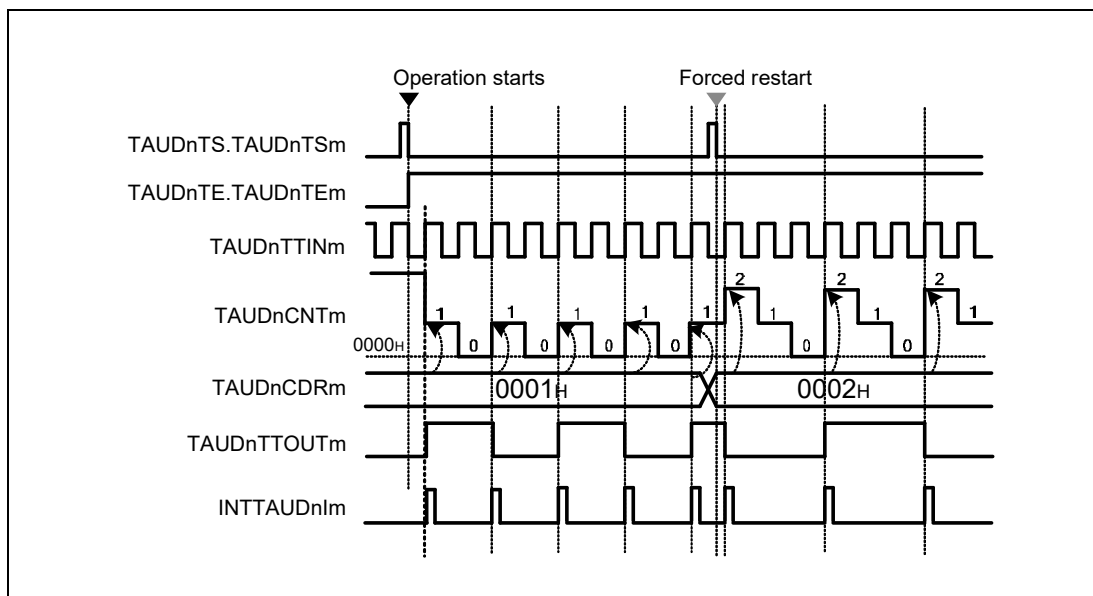 Operation starts Forced restart
TAUDnTS.TAUDnTSm
TAUDnTE.TAUDnTEm
TAUDnTTINm
2 2 2
1 1 1 1 1 1 1 1
TAUDnCNTm
0000H 0 0 0 0 0 0
TAUDnCDRm 0001H 0002H
TAUDnTTOUTm
INTTAUDnIm